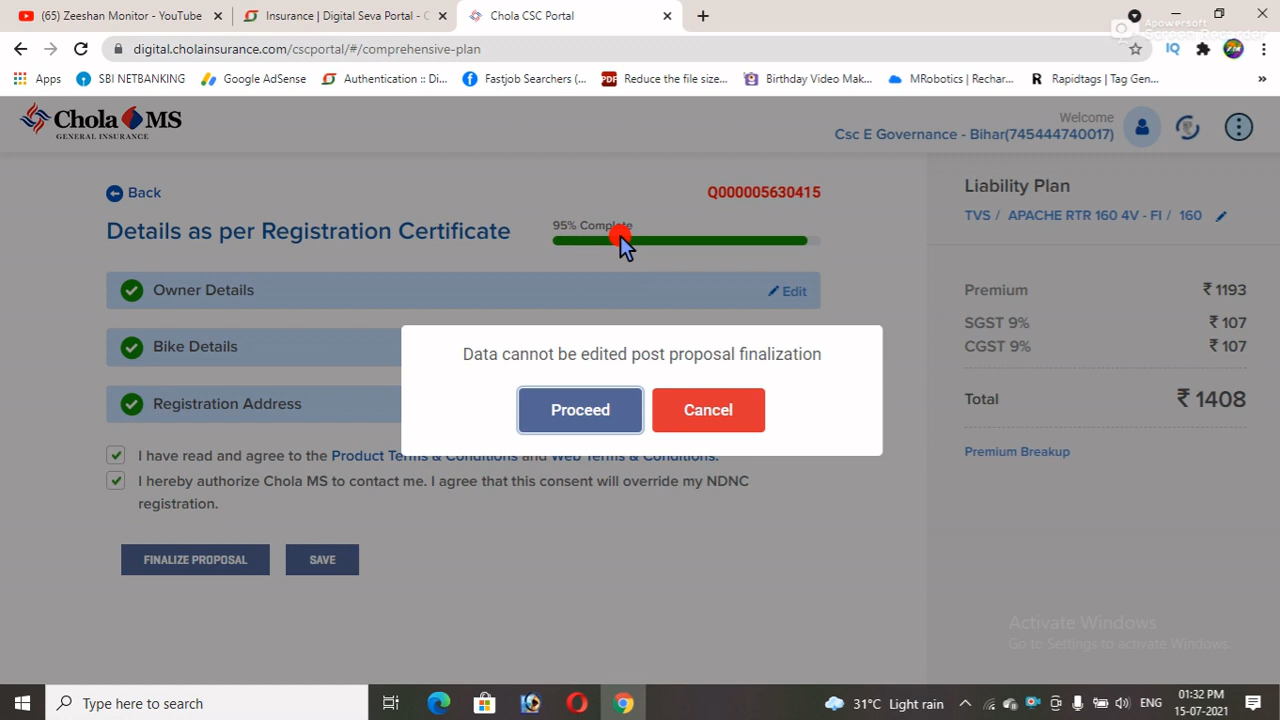 (65) Zeeshan Monitor - YouTube
Insurance | Digital Seva Portal - C
Chola CSC Portal
Apowersoft
Screen Recorder
digital.cholainsurance.com/cscportal/#/comprehensive-plan
IQ
Apps
SBI NETBANKING
Google AdSense
Authentication :: Di...
Fastjob Searchers (...
PDF
Reduce the file size...
Birthday Video Mak...
MRobotics | Rechar...
R
Rapidtags | Tag Gen...
Chola MS
GENERAL INSURANCE
Welcome
Csc E Governance - Bihar(745444740017)
Back
Q000005630415
Details as per Registration Certificate
95% Complete
Owner Details
Edit
Bike Details
Registration Address
Data cannot be edited post proposal finalization
Proceed
Cancel
I have read and agree to the Product Terms & Conditions and Web Terms & Conditions.
I hereby authorize Chola MS to contact me. I agree that this consent will override my NDNC
registration.
FINALIZE PROPOSAL
SAVE
Liability Plan
TVS / APACHE RTR 160 4V - FI / 160
Premium ₹ 1193
SGST 9% ₹ 107
CGST 9% ₹ 107
Total ₹ 1408
Premium Breakup
Activate Windows
Go to Settings to activate Windows.
Type here to search
31°C Light rain
ENG
01:32 PM
15-07-2021